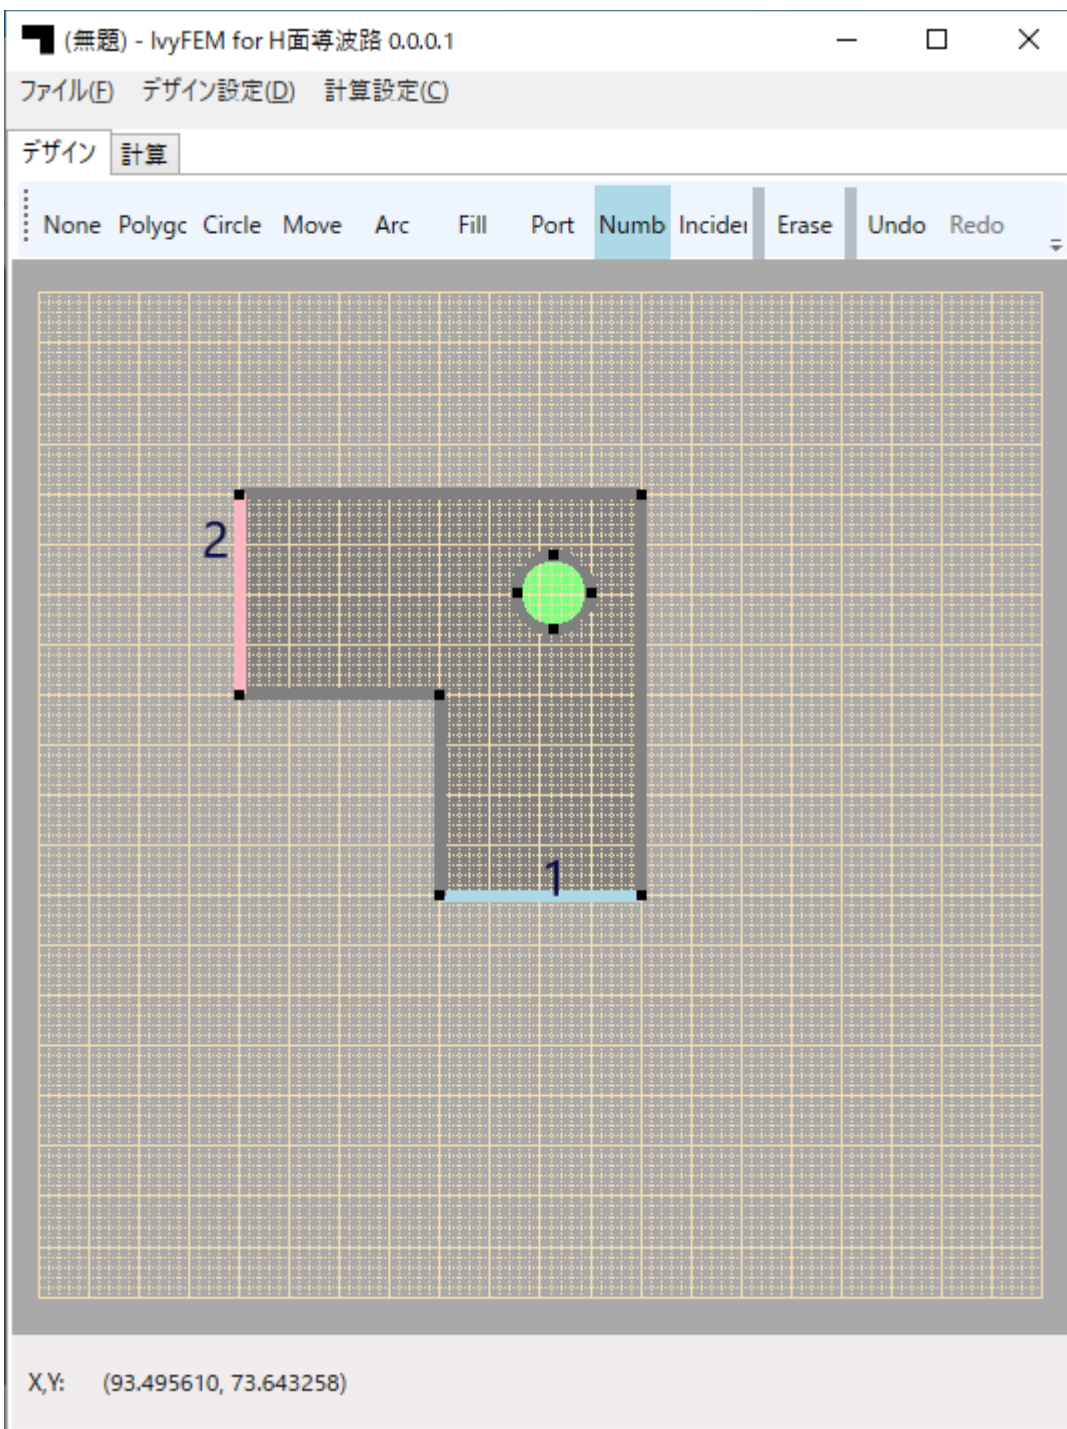 (無題) - IvyFEM for H面導波路 0.0.0.1
ファイル(F) デザイン設定(D) 計算設定(C)
デザイン 計算
None Polygc Circle Move Arc Fill Port Numb Incider Erase Undo Redo
2
1
X,Y: (93.495610, 73.643258)